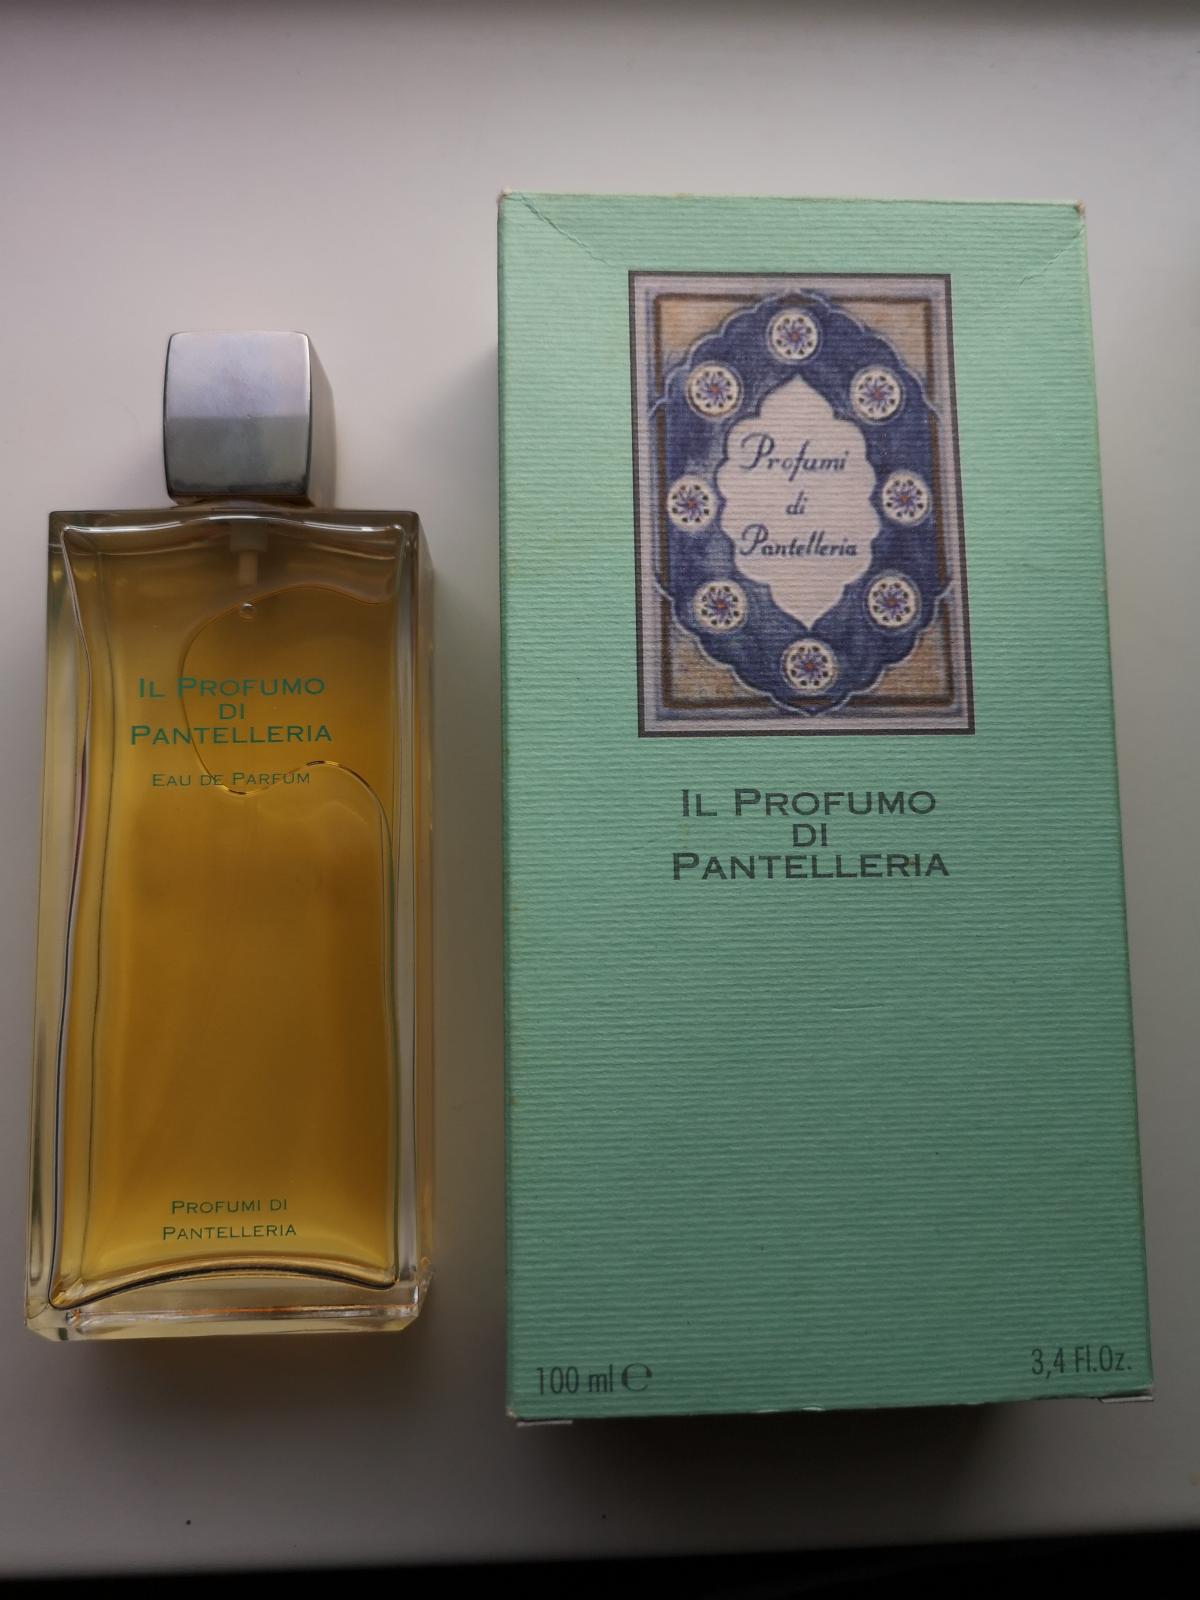 IL PROFUMO
DI
PANTELLERIA
EAU DE PARFUM
PROFUMI DI
PANTELLERIA
Profumi
di
Pantelleria
IL PROFUMO
DI
PANTELLERIA
100 ml ℮
3,4 Fl.Oz.